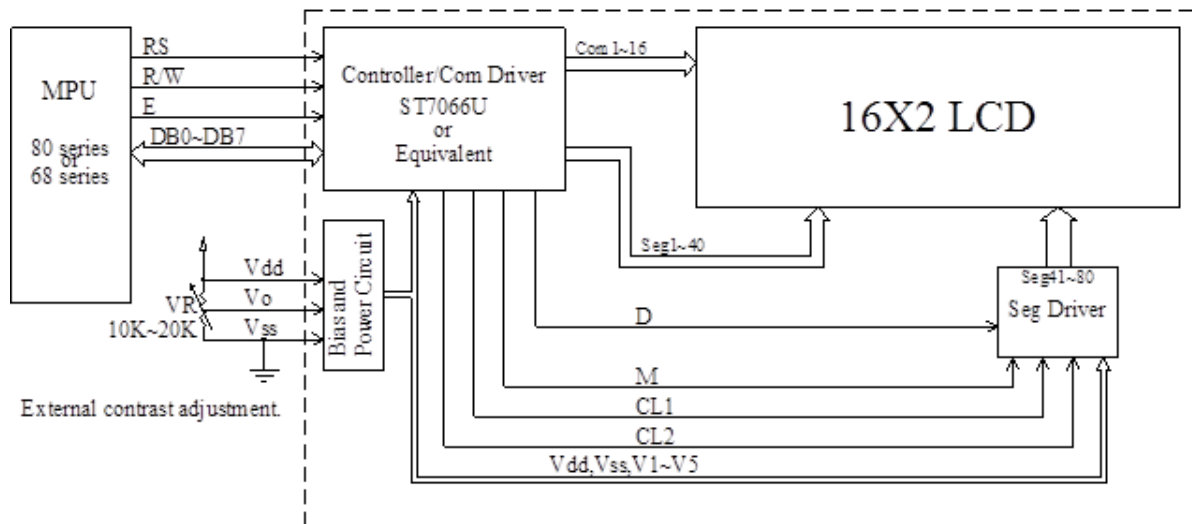 RS
R/W
E
DB0~DB7
MPU
80 series
or
68 series
Controller/Com Driver
ST7066U
or
Equivalent
Com 1~16
16X2 LCD
Seg1~40
Seg41~80
Seg Driver
Vdd
Vo
Vss
VR
10K~20K
Bias and
Power Circuit
External contrast adjustment.
D
M
CL1
CL2
Vdd,Vss,V1~V5